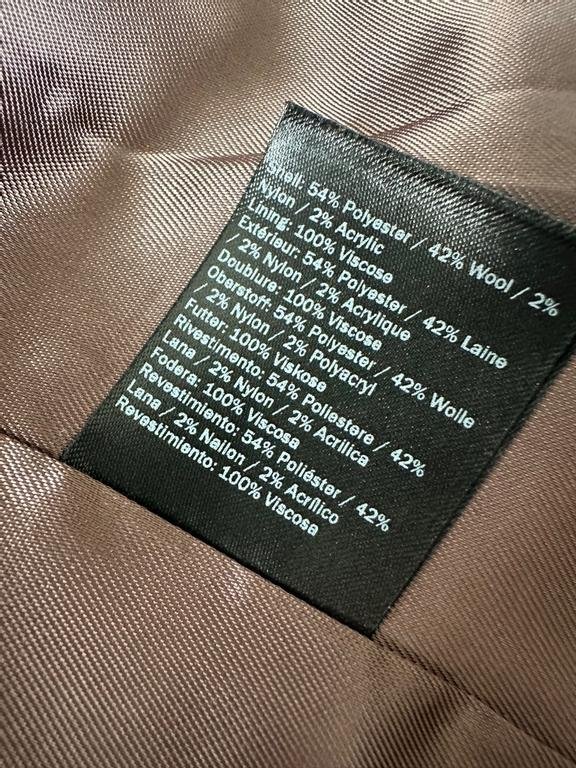 Shell: 54% Polyester / 42% Wool / 2%
Nylon / 2% Acrylic
Lining: 100% Viscose
Extérieur: 54% Polyester / 42% Laine
/ 2% Nylon / 2% Acrylique
Doublure: 100% Viscose
Oberstoff: 54% Polyester / 42% Wolle
/ 2% Nylon / 2% Polyacryl
Futter: 100% Viskose
Rivestimento: 54% Poliestere / 42%
Lana / 2% Nylon / 2% Acrilica
Fodera: 100% Viscosa
Revestimiento: 54% Poliéster / 42%
Lana / 2% Nailon / 2% Acrílico
Revestimiento: 100% Viscosa